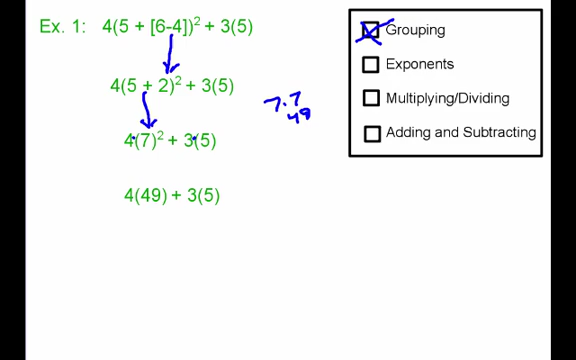 Ex. 1: 4(5 + [6-4])² + 3(5)
4(5 + 2)² + 3(5)
4·(7)² + 3·(5)
4(49) + 3(5)
7·7
49
Grouping
Exponents
Multiplying/Dividing
Adding and Subtracting